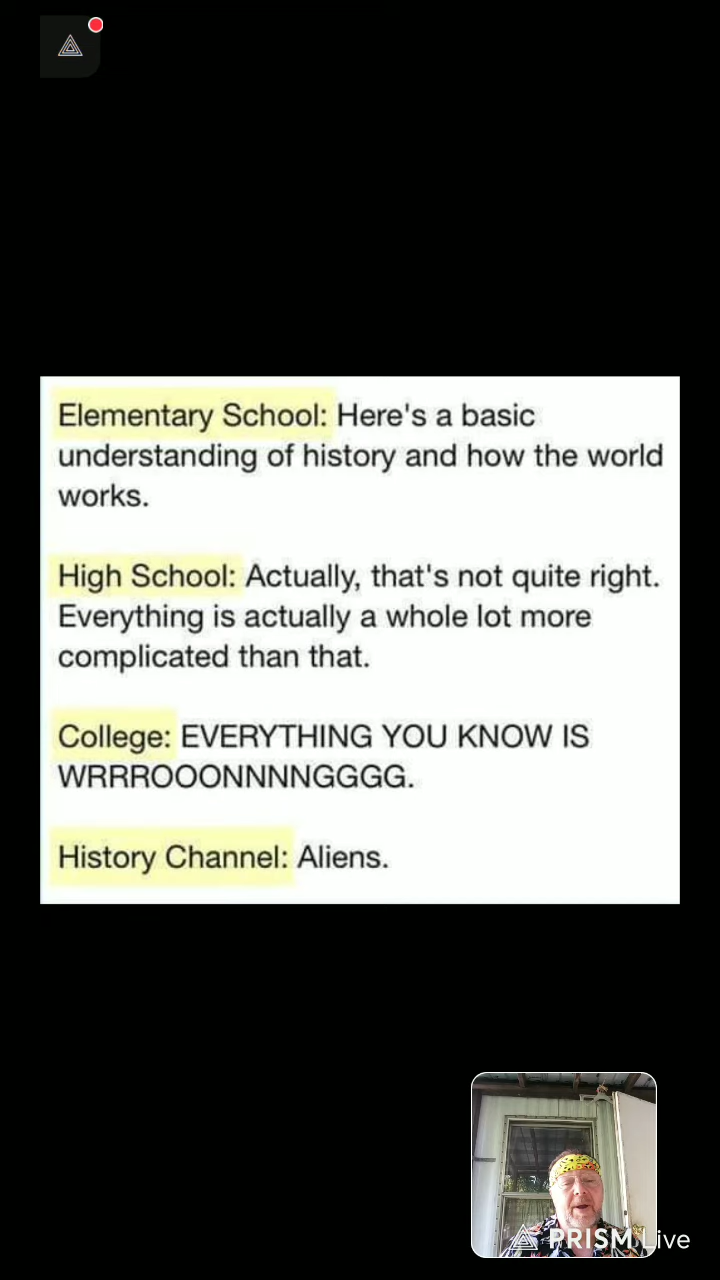 Elementary School: Here's a basic
understanding of history and how the world
works.
High School: Actually, that's not quite right.
Everything is actually a whole lot more
complicated than that.
College: EVERYTHING YOU KNOW IS
WRRROOONNNNGGGG.
History Channel: Aliens.
PRISM Live